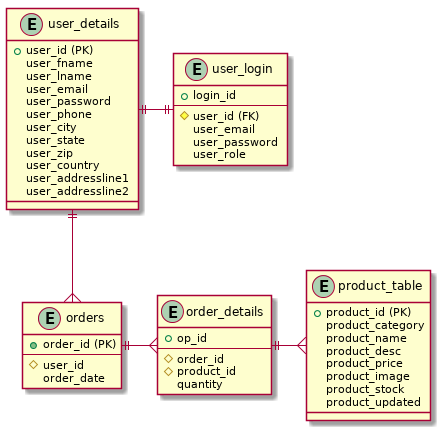 E user_details
user_id (PK)
user_fname
user_lname
user_email
user_password
user_phone
user_city
user_state
user_zip
user_country
user_addressline1
user_addressline2
E user_login
login_id
user_id (FK)
user_email
user_password
user_role
E orders
order_id (PK)
user_id
order_date
E order_details
op_id
order_id
product_id
quantity
E product_table
product_id (PK)
product_category
product_name
product_desc
product_price
product_image
product_stock
product_updated